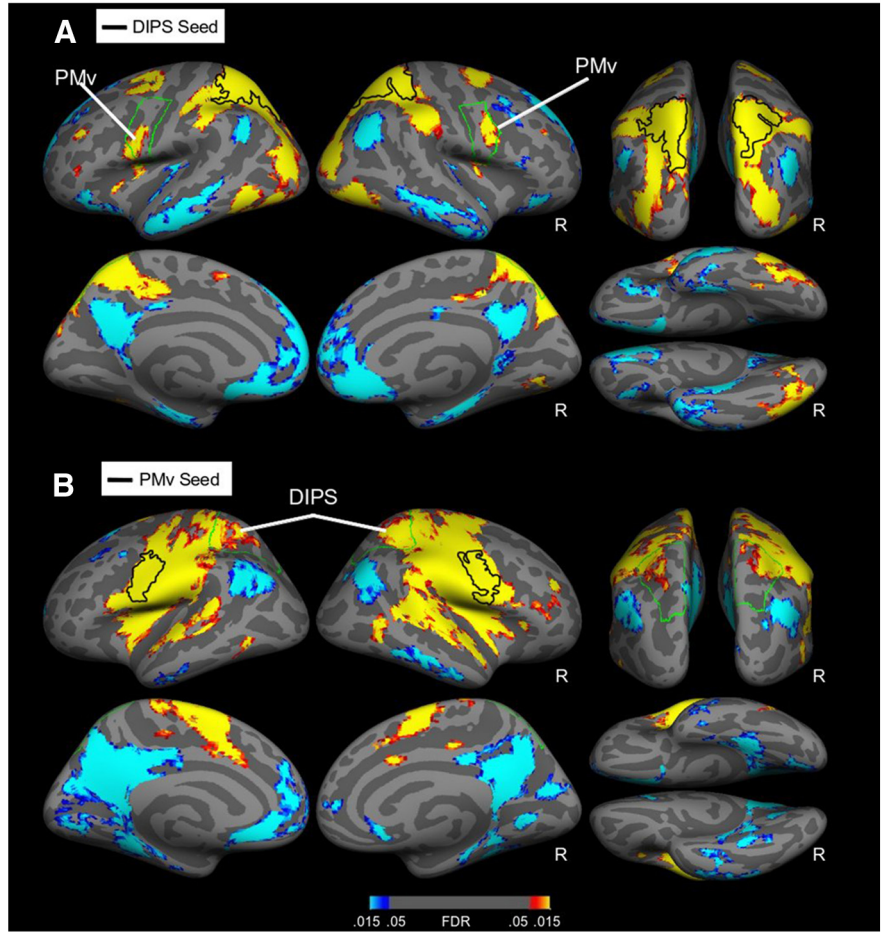 A
DIPS Seed
PMv
PMv
R
R
R
R
B
PMv Seed
DIPS
R
R
R
R
.015 .05 FDR .05 .015